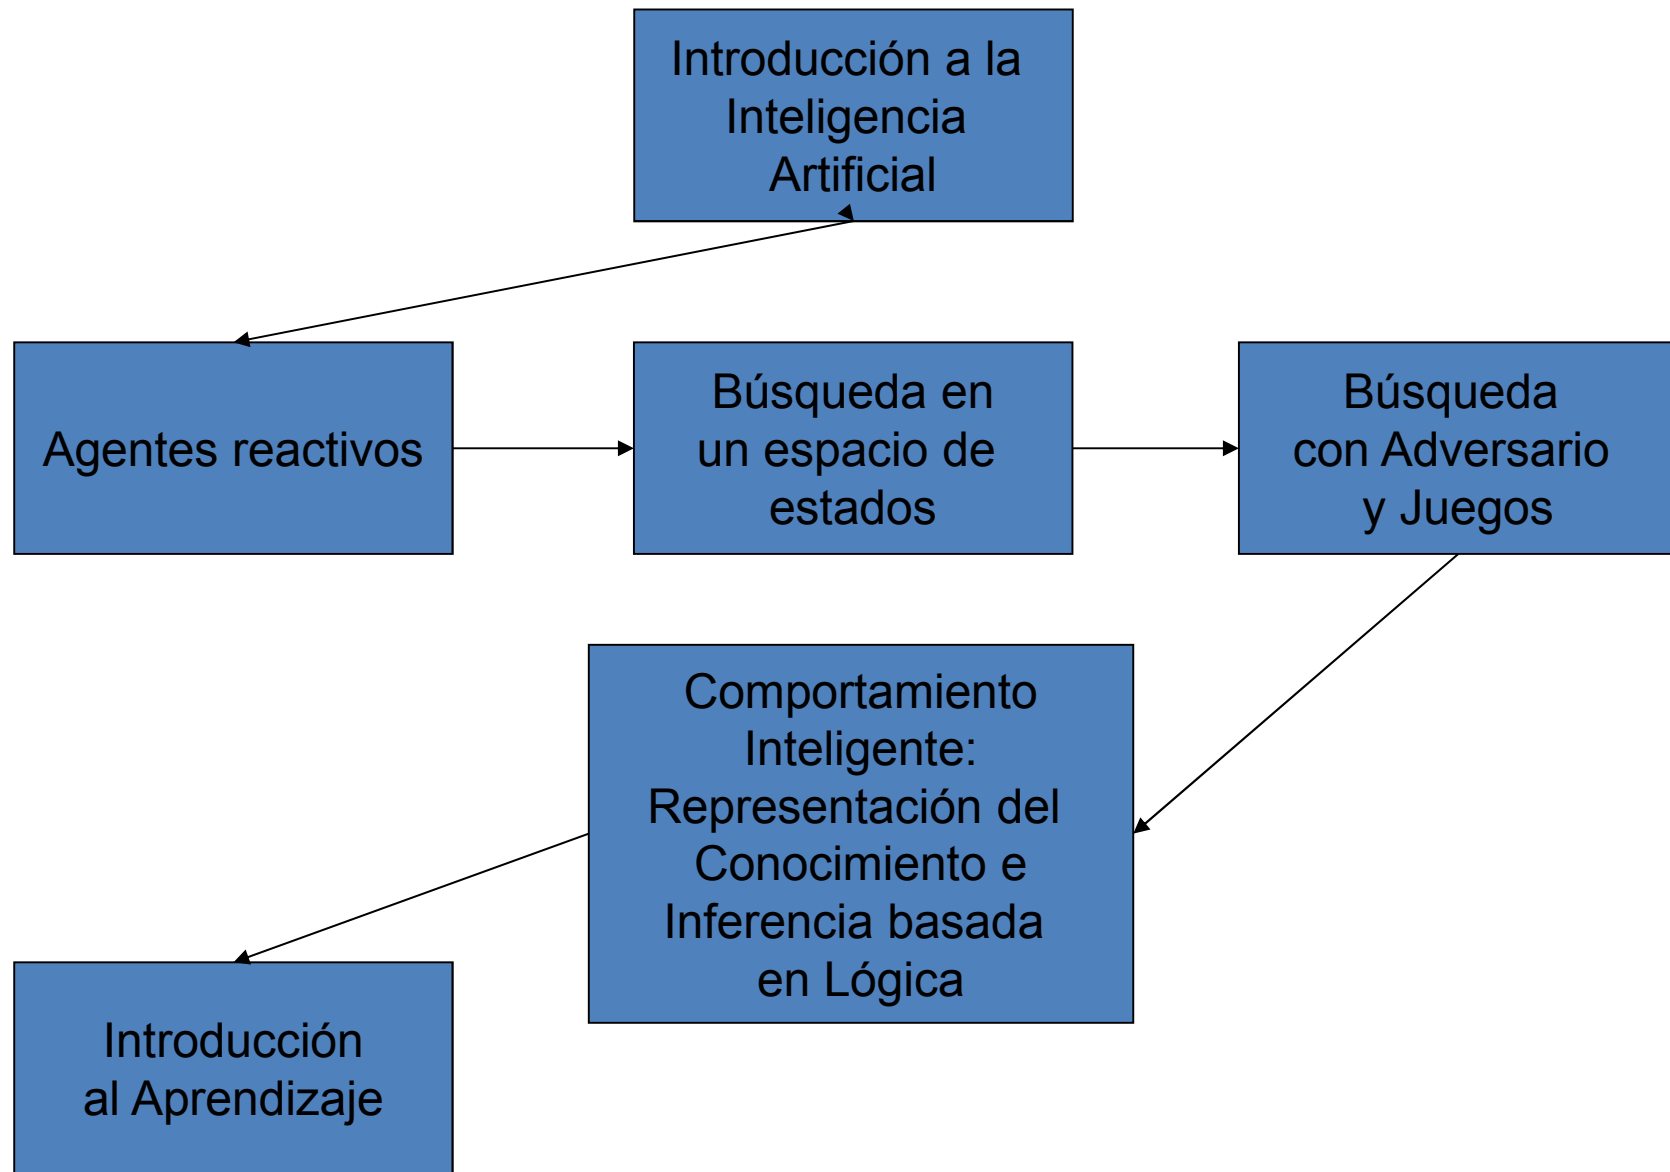 Introducción a la
Inteligencia
Artificial
Agentes reactivos
Búsqueda en
un espacio de
estados
Búsqueda
con Adversario
y Juegos
Comportamiento
Inteligente:
Representación del
Conocimiento e
Inferencia basada
en Lógica
Introducción
al Aprendizaje